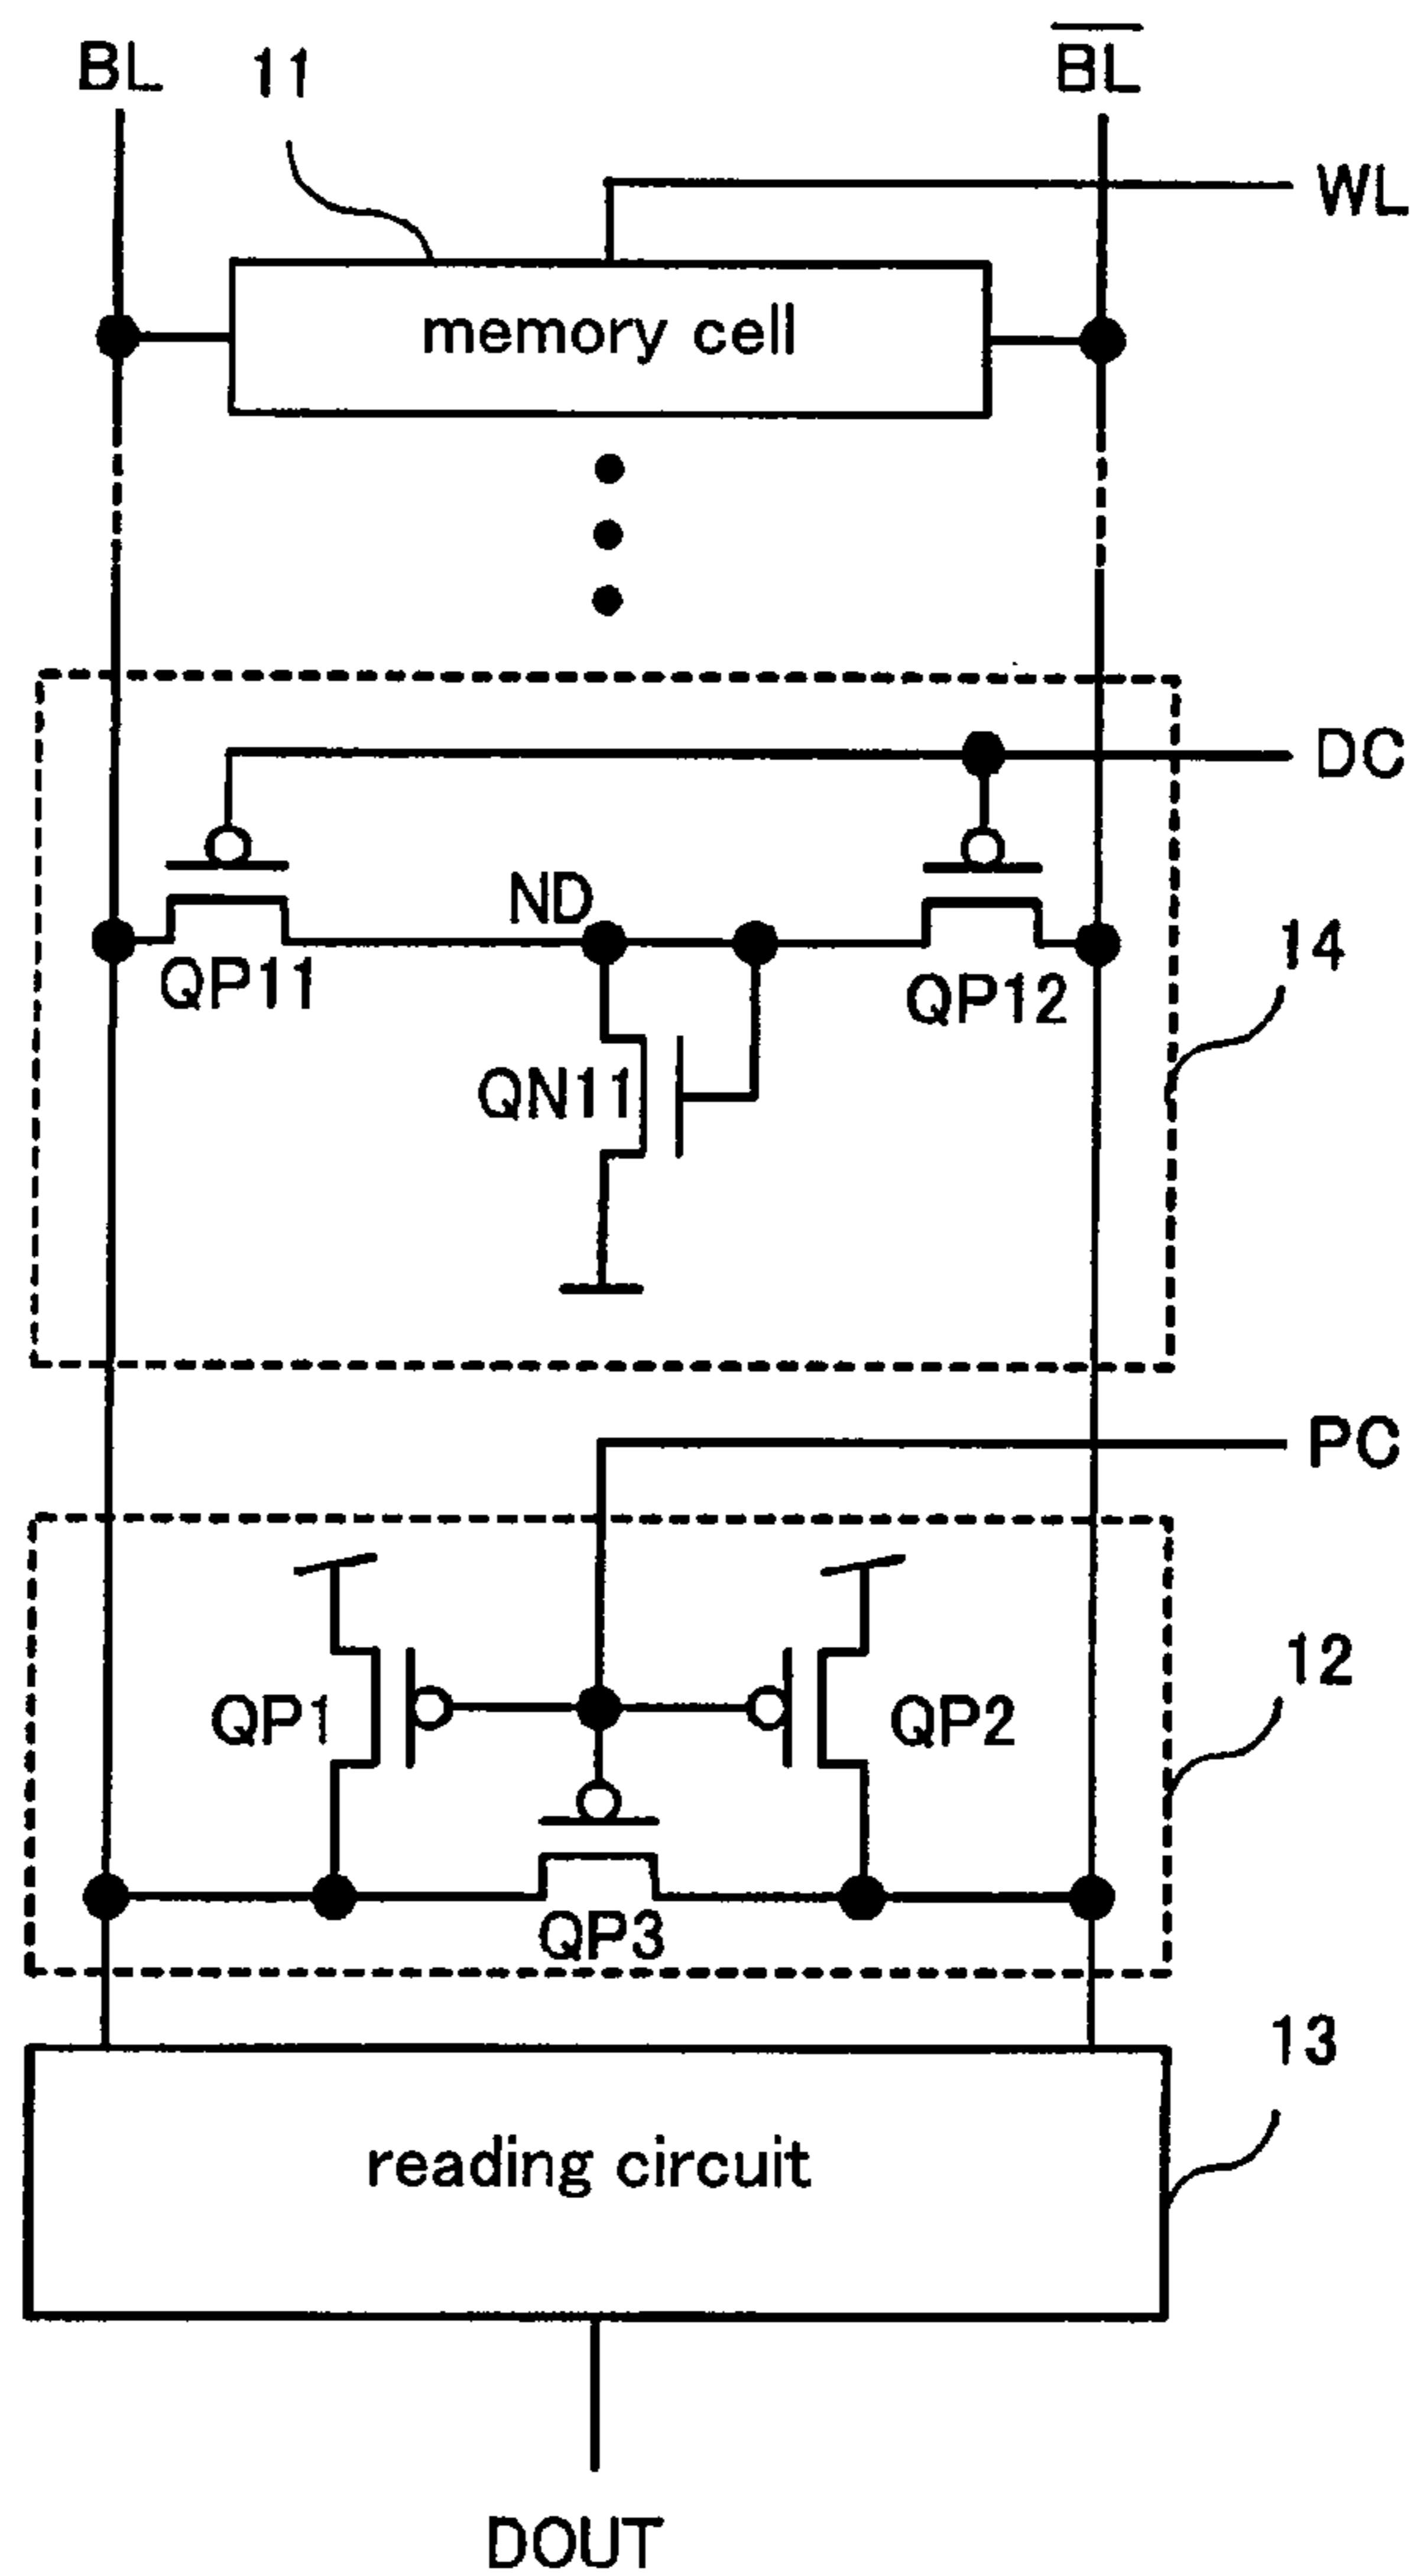 BL
11
B̅L̅
WL
memory cell
DC
ND
QP11
QP12
14
QN11
PC
12
QP1
QP2
QP3
13
reading circuit
DOUT